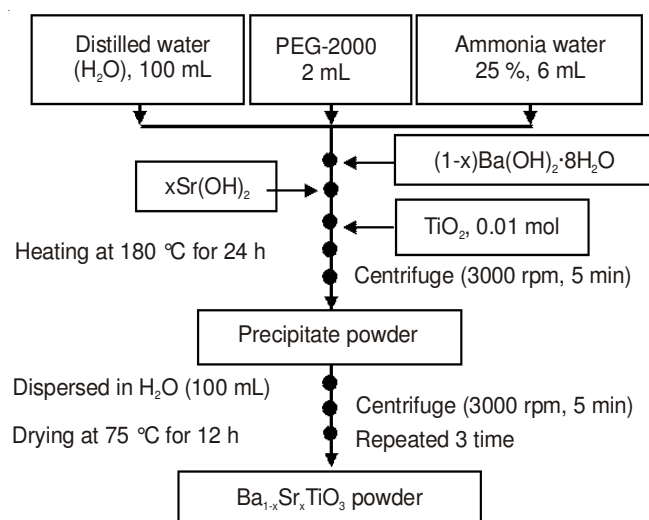 Distilled water
(H₂O), 100 mL
PEG-2000
2 mL
Ammonia water
25 %, 6 mL
(1-x)Ba(OH)₂·8H₂O
xSr(OH)₂
TiO₂, 0.01 mol
Heating at 180 °C for 24 h
Centrifuge (3000 rpm, 5 min)
Precipitate powder
Dispersed in H₂O (100 mL)
Centrifuge (3000 rpm, 5 min)
Drying at 75 °C for 12 h
Repeated 3 time
Ba₁₋ₓSrₓTiO₃ powder